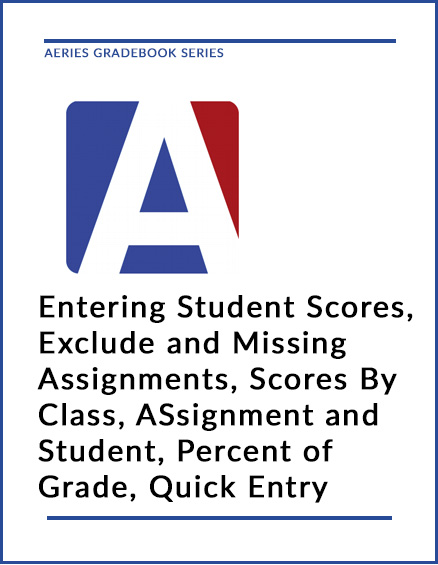 AERIES GRADEBOOK SERIES
A
Entering Student Scores,
Exclude and Missing
Assignments, Scores By
Class, ASsignment and
Student, Percent of
Grade, Quick Entry